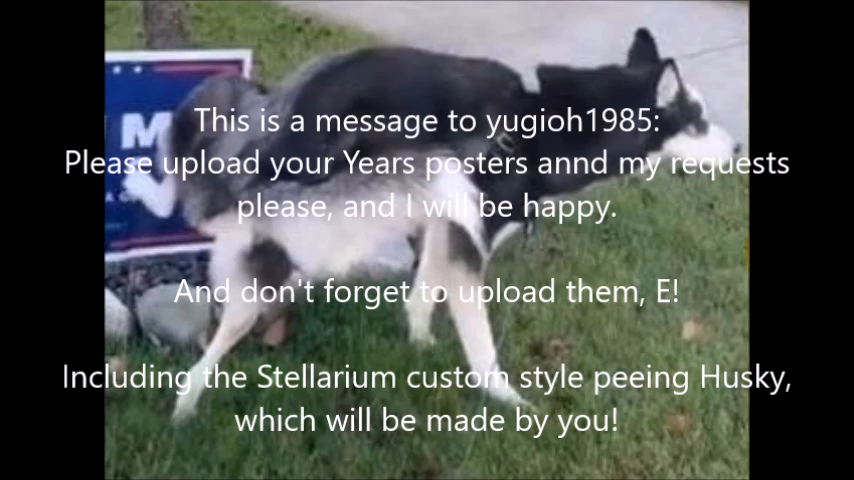 This is a message to yugioh1985:
Please upload your Years posters annd my requests
please, and I will be happy.
And don't forget to upload them, E!
Including the Stellarium custom style peeing Husky,
which will be made by you!
M